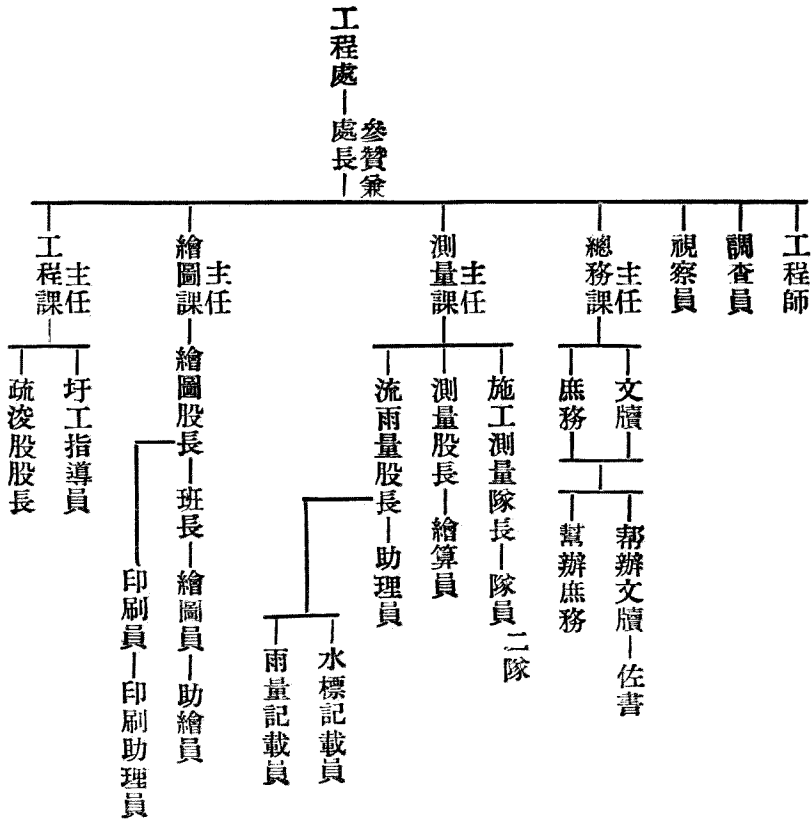 工程處
參贊兼
處長
工程師
調查員
視察員
主任
總務課
文牘
庶務
帮辦文牘
佐書
幫辦庶務
主任
測量課
施工測量隊長
隊員
二隊
測量股長
繪算員
流雨量股長
助理員
水標記載員
雨量記載員
主任
繪圖課
繪圖股長
班長
繪圖員
助繪員
印刷員
印刷助理員
主任
工程課
圩工指導員
疏浚股股長